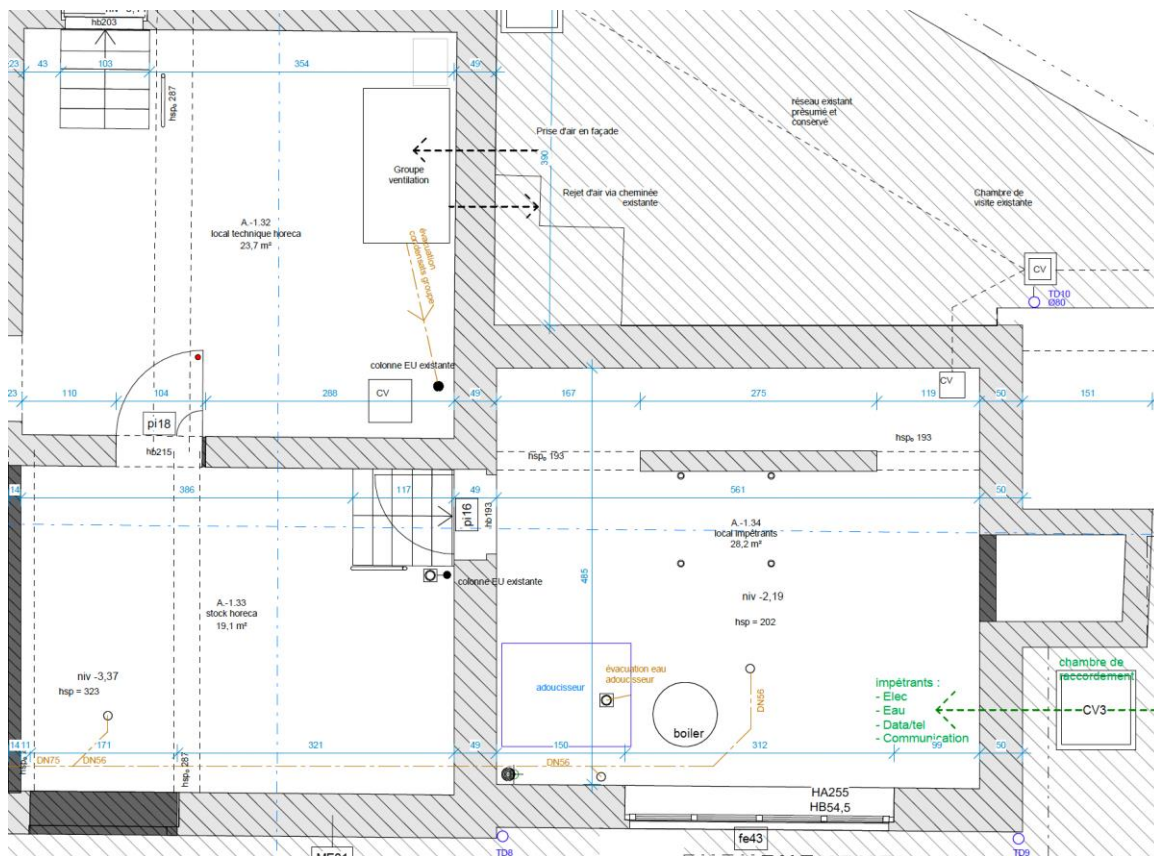 hb203
23
43
103
354
49
hsp₀ 287
390
réseau existant
présumé et
conservé
Prise d'air en façade
Groupe
ventilation
Rejet d'air via cheminée
existante
Chambre de
visite existante
A.-1.32
local technique horeca
23,7 m²
évacuation
condensats groupe
CV
TD10
Ø80
colonne EU existante
CV
CV
23
110
104
288
49
167
275
119
50
151
pi18
hb215
hsp₀ 193
hsp₀ 193
14
386
117
49
561
50
pi16
hb193
A.-1.34
local impétrants
28,2 m²
485
colonne EU existante
niv -2,19
hsp = 202
A.-1.33
stock horeca
19,1 m²
niv -3,37
hsp = 323
évacuation eau
adoucisseur
adoucisseur
DN56
boiler
impétrants :
- Elec
- Eau
- Data/tel
- Communication
chambre de
raccordement
CV3
14
11
171
321
49
150
312
99
50
DN75
DN56
hsp₀ 287
DN56
HA255
HB54,5
fe43
TD8
TD9